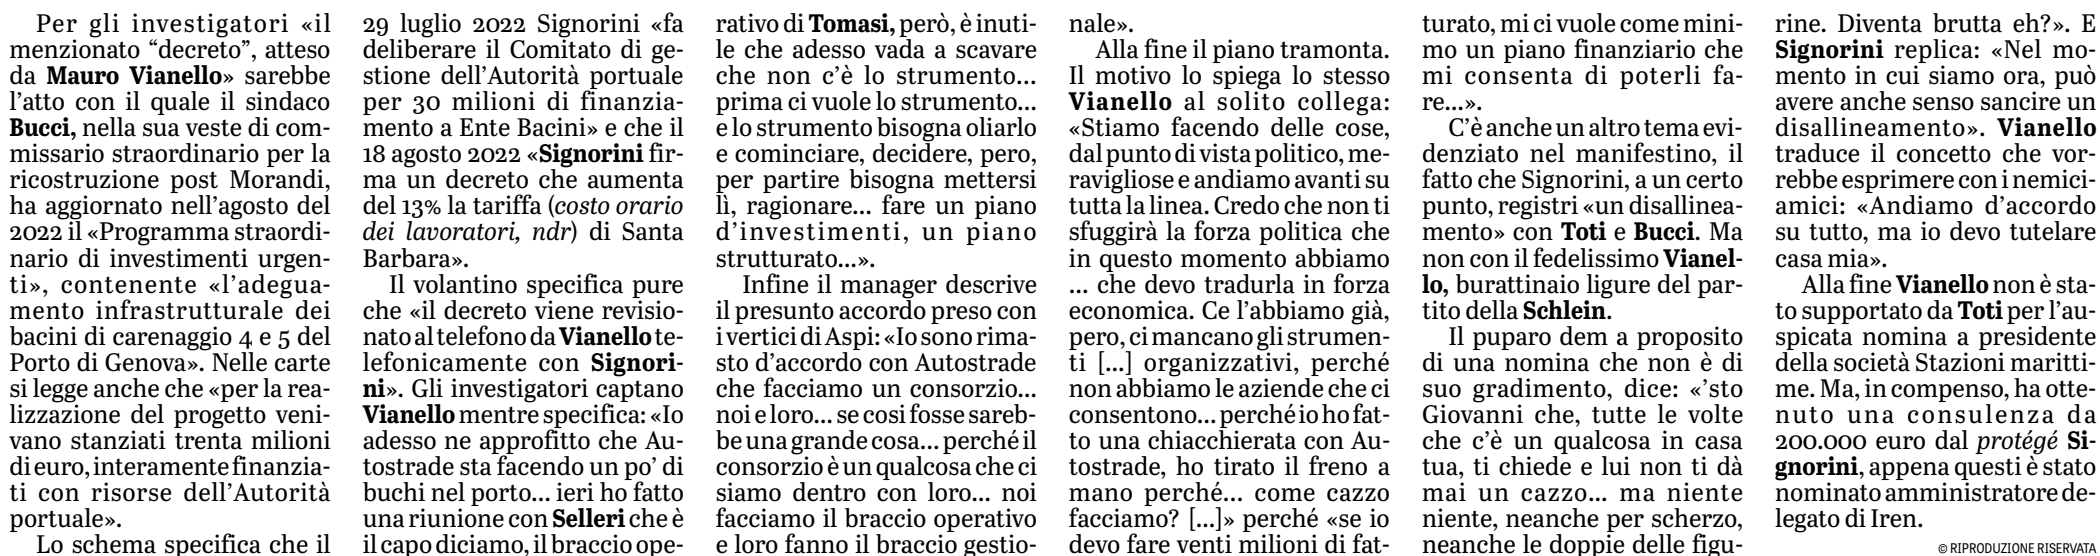 Per gli investigatori «il
menzionato “decreto”, atteso
da Mauro Vianello» sarebbe
l’atto con il quale il sindaco
Bucci, nella sua veste di com-
missario straordinario per la
ricostruzione post Morandi,
ha aggiornato nell’agosto del
2022 il «Programma straordi-
nario di investimenti urgen-
ti», contenente «l’adegua-
mento infrastrutturale dei
bacini di carenaggio 4 e 5 del
Porto di Genova». Nelle carte
si legge anche che «per la rea-
lizzazione del progetto veni-
vano stanziati trenta milioni
di euro, interamente finanzia-
ti con risorse dell’Autorità
portuale».
Lo schema specifica che il
29 luglio 2022 Signorini «fa
deliberare il Comitato di ge-
stione dell’Autorità portuale
per 30 milioni di finanzia-
mento a Ente Bacini» e che il
18 agosto 2022 «Signorini fir-
ma un decreto che aumenta
del 13% la tariffa (costo orario
dei lavoratori, ndr) di Santa
Barbara».
Il volantino specifica pure
che «il decreto viene revisio-
nato al telefono da Vianello te-
lefonicamente con Signori-
ni». Gli investigatori captano
Vianello mentre specifica: «Io
adesso ne approfitto che Au-
tostrade sta facendo un po’ di
buchi nel porto... ieri ho fatto
una riunione con Selleri che è
il capo diciamo, il braccio ope-
rativo di Tomasi, però, è inuti-
le che adesso vada a scavare
che non c’è lo strumento...
prima ci vuole lo strumento...
e lo strumento bisogna oliarlo
e cominciare, decidere, pero,
per partire bisogna mettersi
lì, ragionare... fare un piano
d’investimenti, un piano
strutturato...».
Infine il manager descrive
il presunto accordo preso con
i vertici di Aspi: «Io sono rima-
sto d’accordo con Autostrade
che facciamo un consorzio...
noi e loro... se cosi fosse sareb-
be una grande cosa... perché il
consorzio è un qualcosa che ci
siamo dentro con loro... noi
facciamo il braccio operativo
e loro fanno il braccio gestio-
nale».
Alla fine il piano tramonta.
Il motivo lo spiega lo stesso
Vianello al solito collega:
«Stiamo facendo delle cose,
dal punto di vista politico, me-
ravigliose e andiamo avanti su
tutta la linea. Credo che non ti
sfuggirà la forza politica che
in questo momento abbiamo
... che devo tradurla in forza
economica. Ce l’abbiamo già,
pero, ci mancano gli strumen-
ti [...] organizzativi, perché
non abbiamo le aziende che ci
consentono... perché io ho fat-
to una chiacchierata con Au-
tostrade, ho tirato il freno a
mano perché... come cazzo
facciamo? [...]» perché «se io
devo fare venti milioni di fat-
turato, mi ci vuole come mini-
mo un piano finanziario che
mi consenta di poterli fa-
re...».
C’è anche un altro tema evi-
denziato nel manifestino, il
fatto che Signorini, a un certo
punto, registri «un disallinea-
mento» con Toti e Bucci. Ma
non con il fedelissimo Vianel-
lo, burattinaio ligure del par-
tito della Schlein.
Il puparo dem a proposito
di una nomina che non è di
suo gradimento, dice: «’sto
Giovanni che, tutte le volte
che c’è un qualcosa in casa
tua, ti chiede e lui non ti dà
mai un cazzo... ma niente
niente, neanche per scherzo,
neanche le doppie delle figu-
rine. Diventa brutta eh?». E
Signorini replica: «Nel mo-
mento in cui siamo ora, può
avere anche senso sancire un
disallineamento». Vianello
traduce il concetto che vor-
rebbe esprimere con i nemici-
amici: «Andiamo d’accordo
su tutto, ma io devo tutelare
casa mia».
Alla fine Vianello non è sta-
to supportato da Toti per l’au-
spicata nomina a presidente
della società Stazioni maritti-
me. Ma, in compenso, ha otte-
nuto una consulenza da
200.000 euro dal protégé Si-
gnorini, appena questi è stato
nominato amministratore de-
legato di Iren.
© RIPRODUZIONE RISERVATA